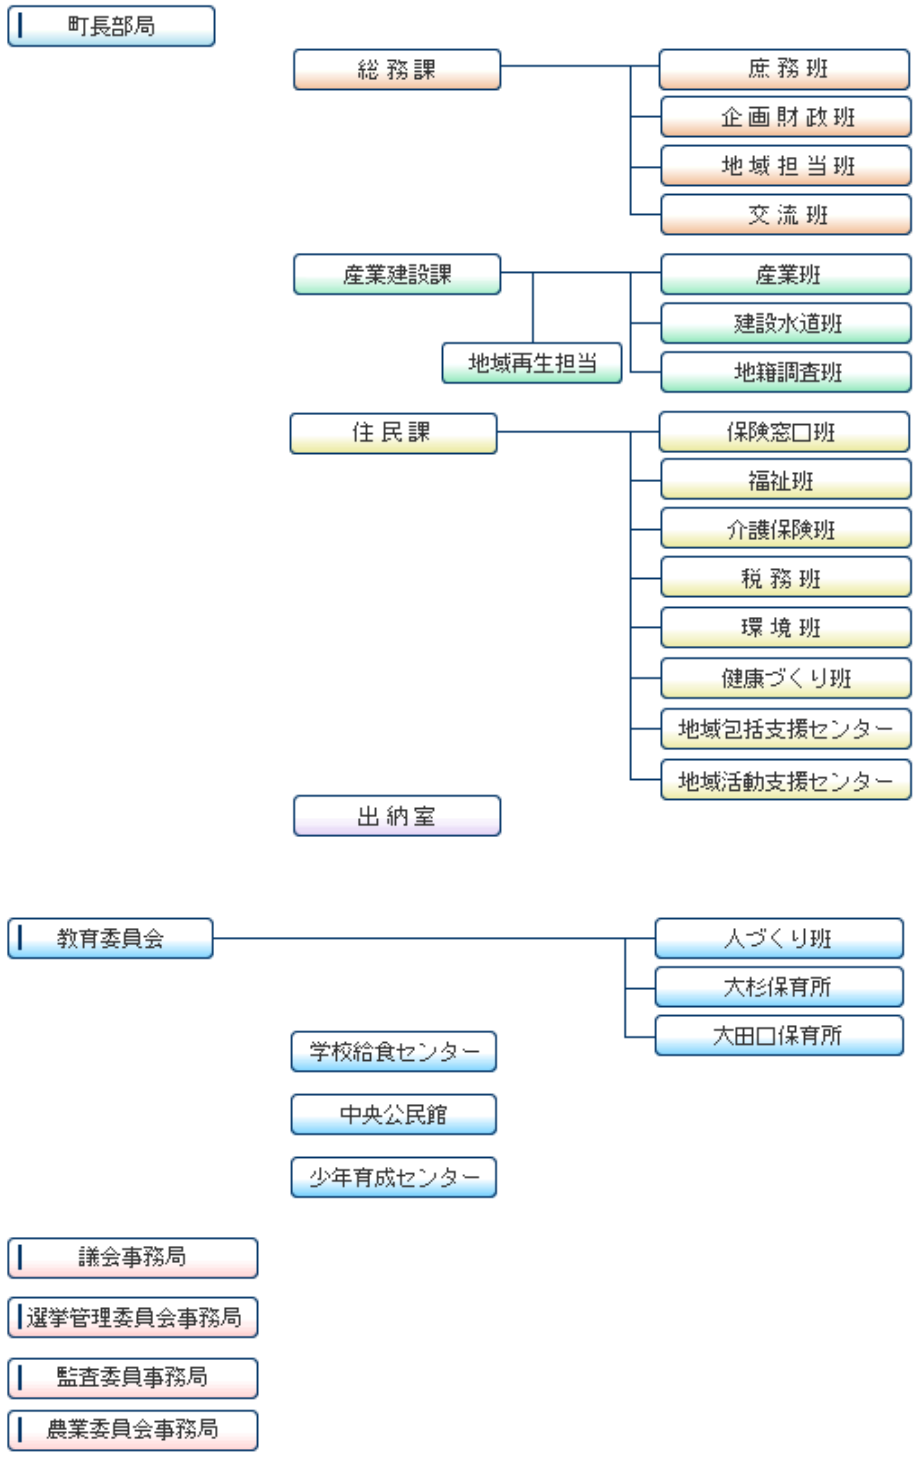 町長部局
総務課
庶務班
企画財政班
地域担当班
交流班
産業建設課
産業班
建設水道班
地域再生担当
地籍調査班
住民課
保険窓口班
福祉班
介護保険班
税務班
環境班
健康づくり班
地域包括支援センター
地域活動支援センター
出納室
教育委員会
人づくり班
大杉保育所
大田口保育所
学校給食センター
中央公民館
少年育成センター
議会事務局
選挙管理委員会事務局
監査委員事務局
農業委員会事務局